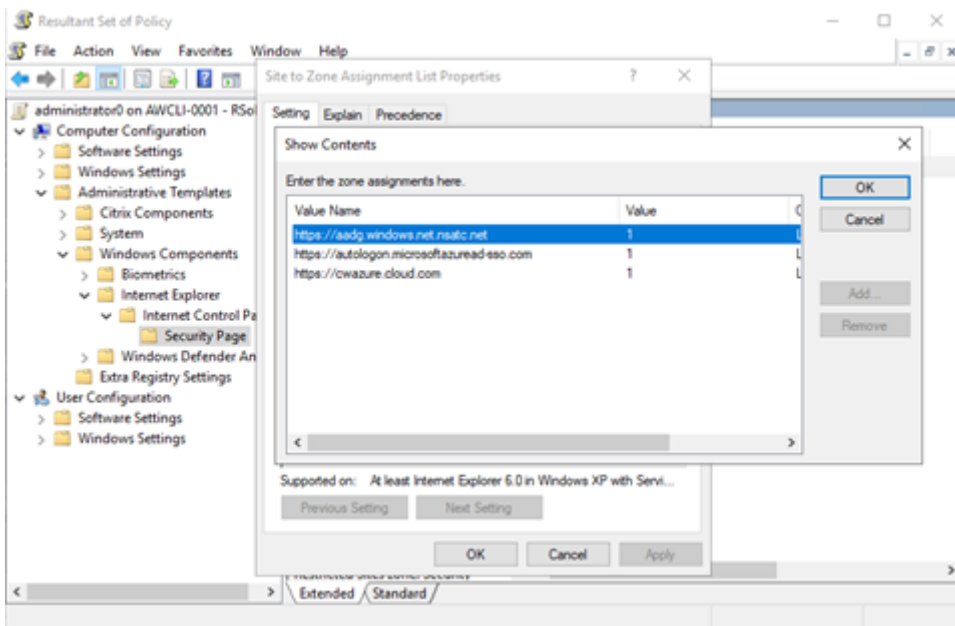 Resultant Set of Policy
File Action View Favorites Window Help
administrator0 on AWCLI-0001 - RSo
Computer Configuration
Software Settings
Windows Settings
Administrative Templates
Citrix Components
System
Windows Components
Biometrics
Internet Explorer
Internet Control Pa
Security Page
Windows Defender An
Extra Registry Settings
User Configuration
Software Settings
Windows Settings
Site to Zone Assignment List Properties
Setting Explain Precedence
Show Contents
Enter the zone assignments here.
Value Name Value
https://aadg.windows.net.nsatc.net 1
https://autologon.microsoftazuread-sso.com 1
https://cwazure.cloud.com 1
OK
Cancel
Add...
Remove
Supported on: At least Internet Explorer 6.0 in Windows XP with Servi...
Previous Setting Next Setting
OK Cancel Apply
Extended Standard